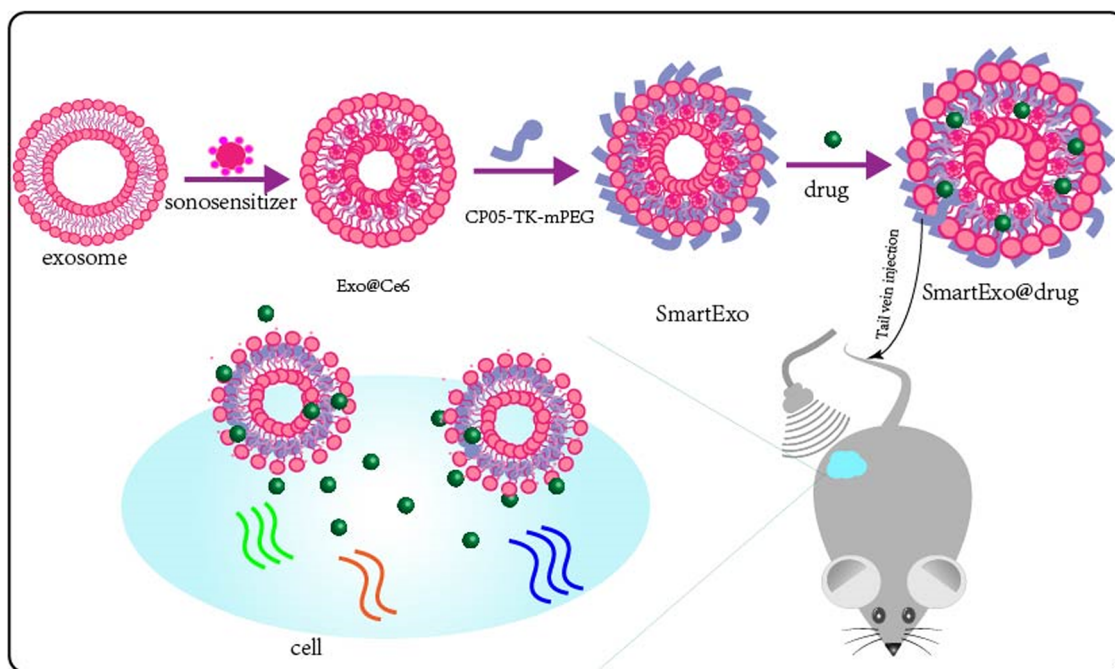 exosome
sonosensitizer
Exo@Ce6
CP05-TK-mPEG
SmartExo
drug
SmartExo@drug
Tail vein injection
cell